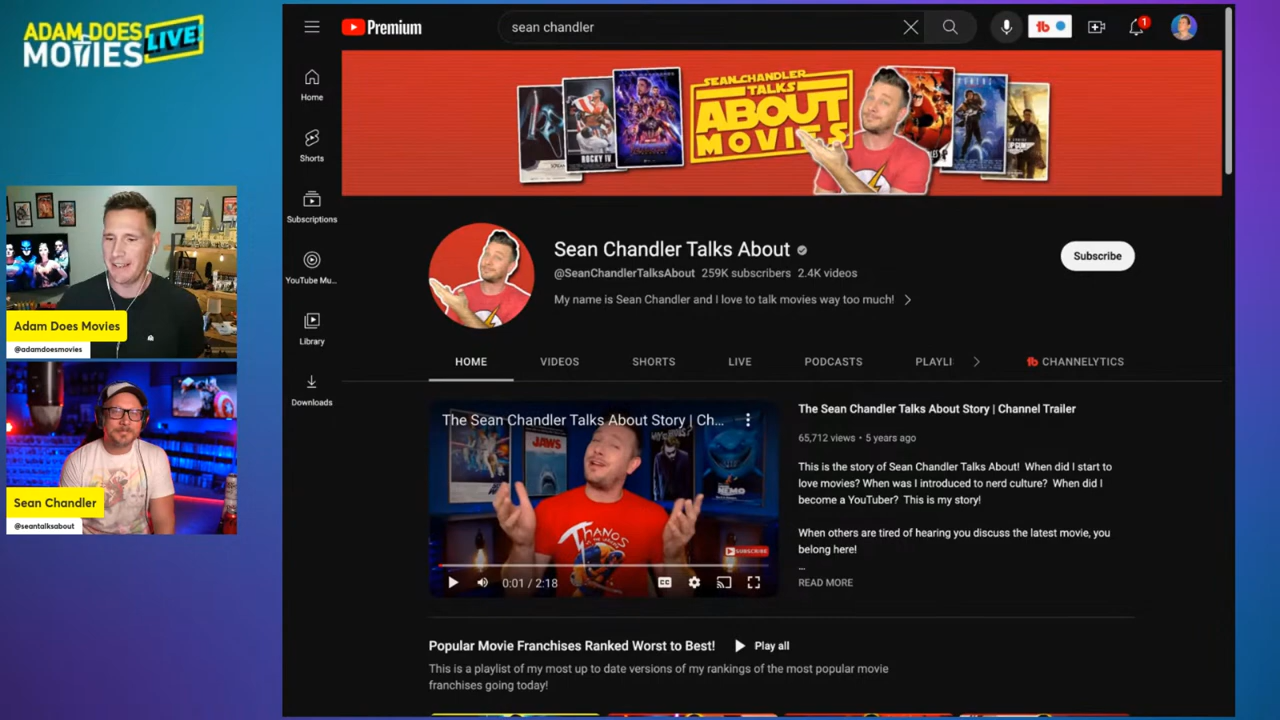 ADAM DOES
MOVIES LIVE!
Adam Does Movies
@adamdoesmovies
Sean Chandler
@seantalksabout
Premium
sean chandler
1
Home
Shorts
Subscriptions
YouTube Mu...
Library
Downloads
SEAN CHANDLER
TALKS
ABOUT
MOVIES
ROCKY IV
Sean Chandler Talks About
@SeanChandlerTalksAbout 259K subscribers 2.4K videos
My name is Sean Chandler and I love to talk movies way too much!
Subscribe
HOME VIDEOS SHORTS LIVE PODCASTS PLAYLI tb CHANNELYTICS
The Sean Chandler Talks About Story | Ch...
JAWS
NEMO
THANOS
SUBSCRIBE
0:01 / 2:18
CC
The Sean Chandler Talks About Story | Channel Trailer
65,712 views • 5 years ago
This is the story of Sean Chandler Talks About! When did I start to
love movies? When was I introduced to nerd culture? When did I
become a YouTuber? This is my story!
When others are tired of hearing you discuss the latest movie, you
belong here!
...
READ MORE
Popular Movie Franchises Ranked Worst to Best! Play all
This is a playlist of my most up to date versions of my rankings of the most popular movie
franchises going today!